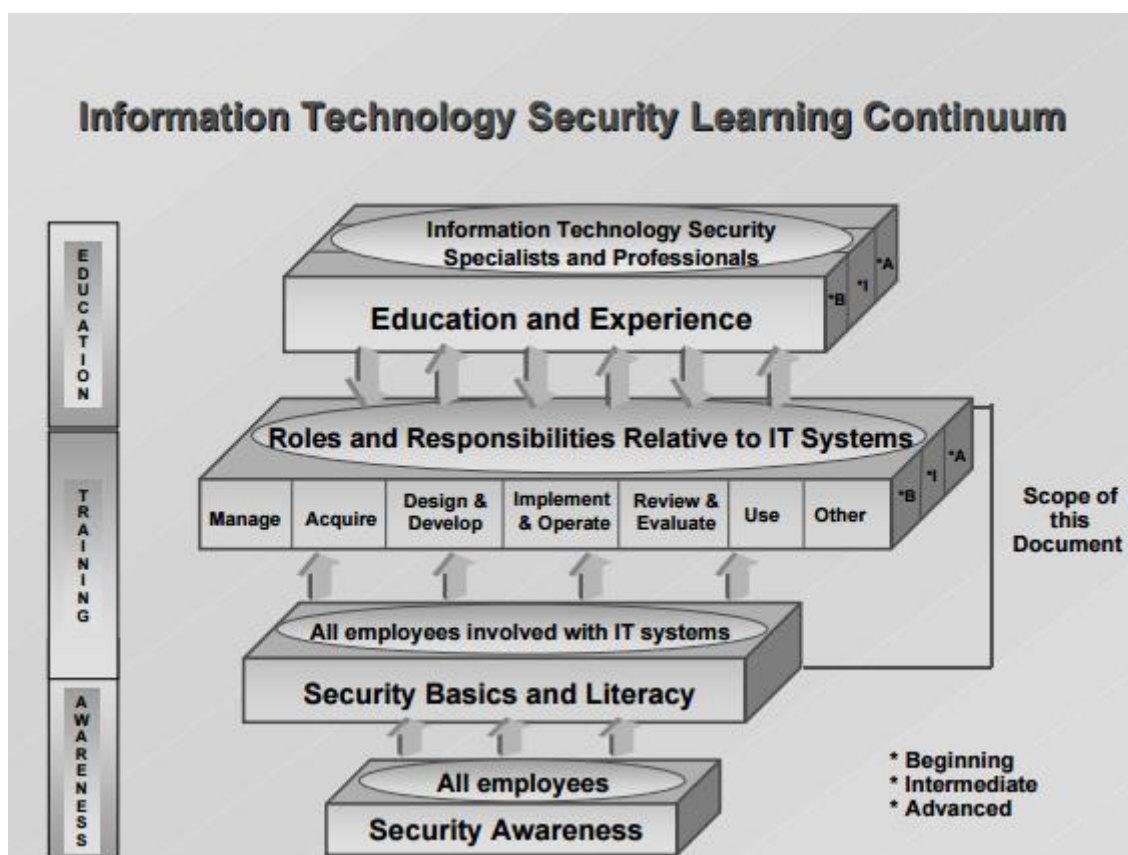 Information Technology Security Learning Continuum
EDUCATION
Information Technology Security
Specialists and Professionals
*B
*I
*A
Education and Experience
TRAINING
Roles and Responsibilities Relative to IT Systems
*B
*I
*A
Manage
Acquire
Design &
Develop
Implement
& Operate
Review &
Evaluate
Use
Other
Scope of
this
Document
All employees involved with IT systems
Security Basics and Literacy
AWARENESS
All employees
Security Awareness
* Beginning
* Intermediate
* Advanced